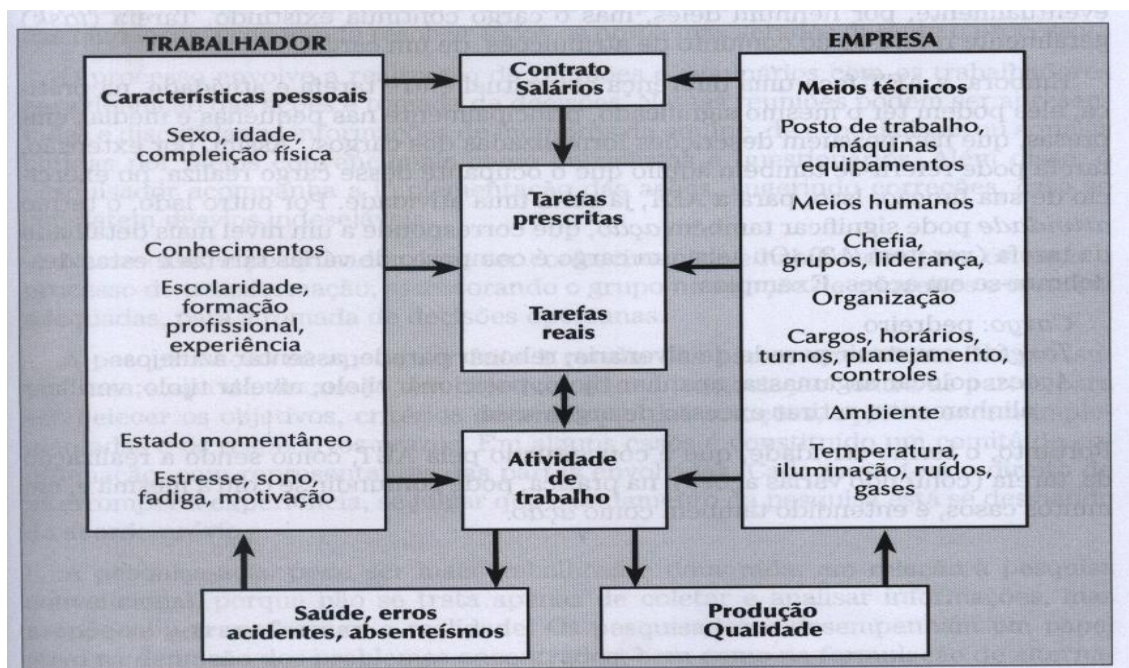 TRABALHADOR
Características pessoais
Sexo, idade,
compleição física
Conhecimentos
Escolaridade,
formação
profissional,
experiência
Estado momentâneo
Estresse, sono,
fadiga, motivação
Contrato
Salários
Tarefas
prescritas
Tarefas
reais
Atividade
de
trabalho
EMPRESA
Meios técnicos
Posto de trabalho,
máquinas
equipamentos
Meios humanos
Chefia,
grupos, liderança,
Organização
Cargos, horários,
turnos, planejamento,
controles
Ambiente
Temperatura,
iluminação, ruídos,
gases
Saúde, erros
acidentes, absenteísmos
Produção
Qualidade